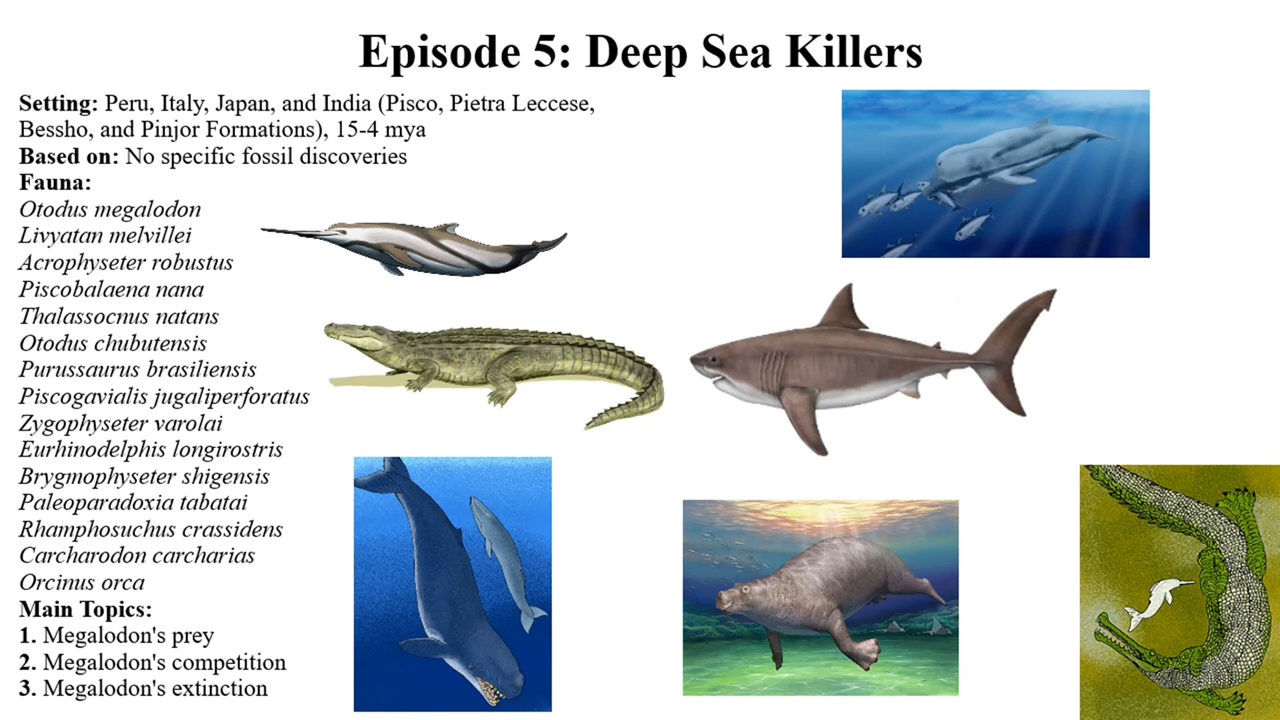 Episode 5: Deep Sea Killers
Setting: Peru, Italy, Japan, and India (Pisco, Pietra Leccese,
Bessho, and Pinjor Formations), 15-4 mya
Based on: No specific fossil discoveries
Fauna:
Otodus megalodon
Livyatan melvillei
Acrophyseter robustus
Piscobalaena nana
Thalassocnus natans
Otodus chubutensis
Purussaurus brasiliensis
Piscogavialis jugaliperforatus
Zygophyseter varolai
Eurhinodelphis longirostris
Brygmophyseter shigensis
Paleoparadoxia tabatai
Rhamphosuchus crassidens
Carcharodon carcharias
Orcinus orca
Main Topics:
1. Megalodon's prey
2. Megalodon's competition
3. Megalodon's extinction